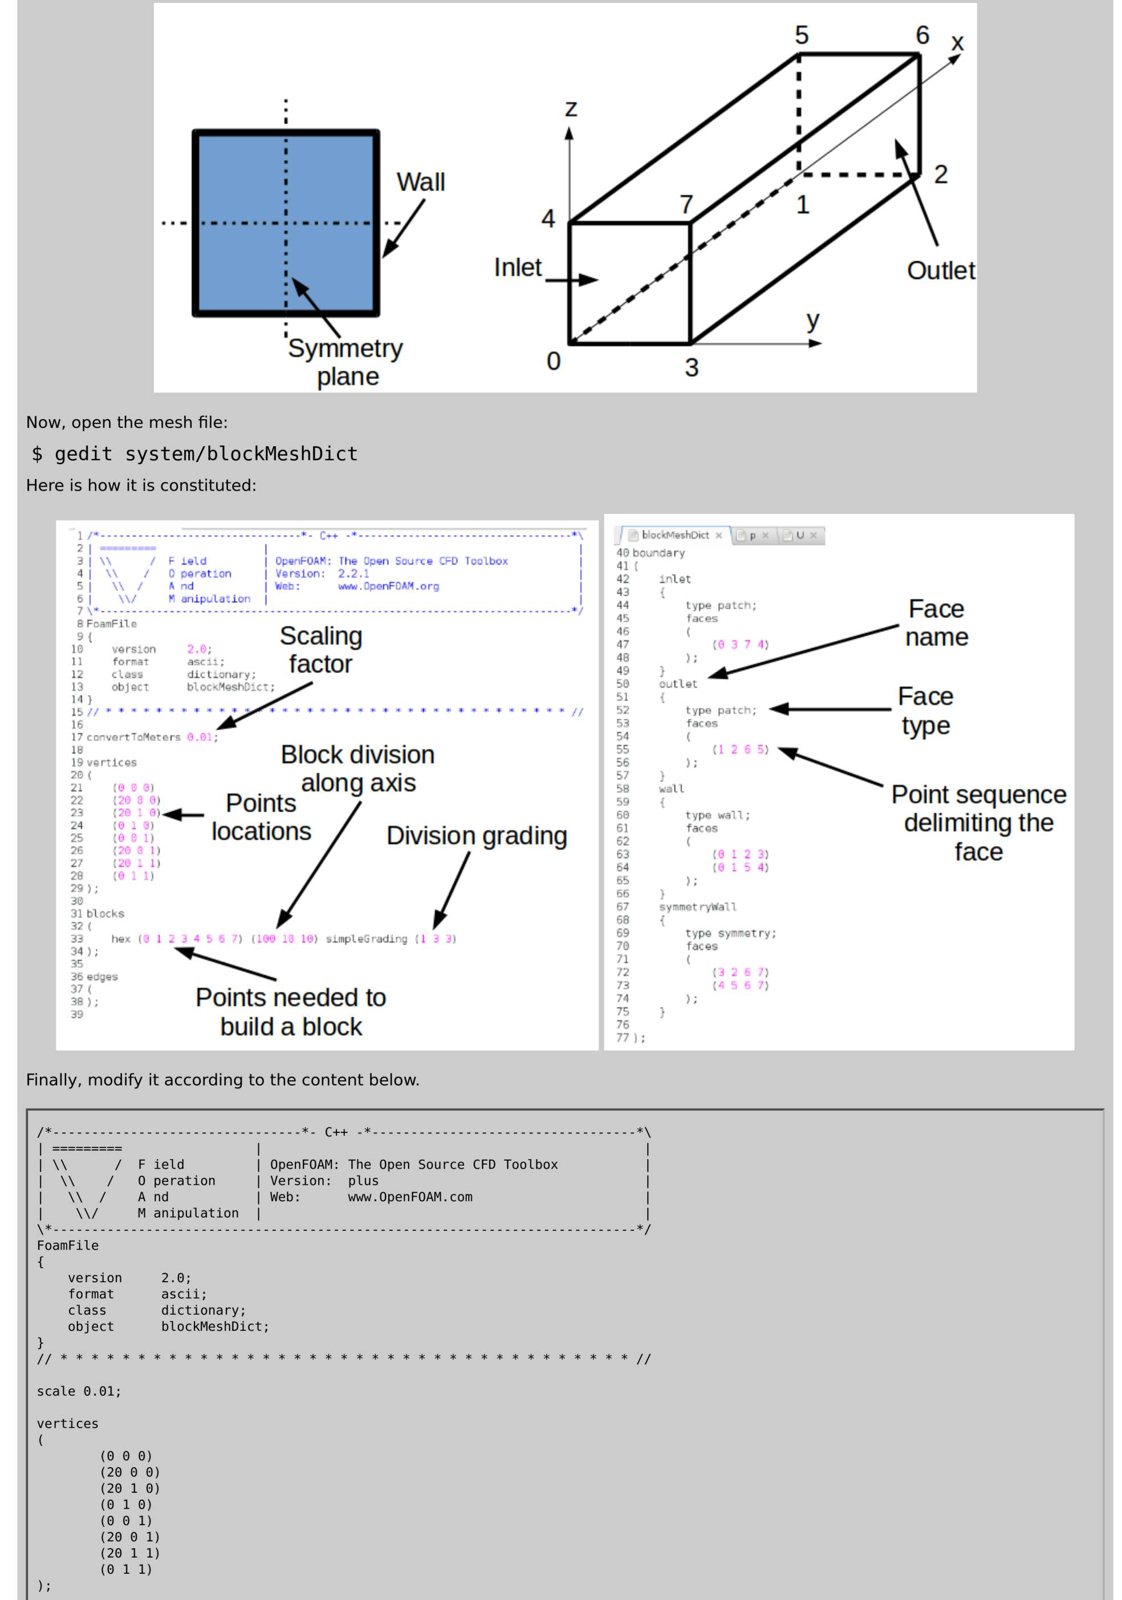 5 6 x
z
Wall
4 7 1 2
Inlet
Outlet
y
Symmetry
plane
0 3
Now, open the mesh file:
$ gedit system/blockMeshDict
Here is how it is constituted:
1 /*--------------------------------*- C++ -*----------------------------------*\
2 | ========= | |
3 | \\ / F ield | OpenFOAM: The Open Source CFD Toolbox |
4 | \\ / O peration | Version: 2.2.1 |
5 | \\ / A nd | Web: www.OpenFOAM.org |
6 | \\/ M anipulation | |
7 \*---------------------------------------------------------------------------*/
8 FoamFile
9 {
10 version 2.0;
11 format ascii;
12 class dictionary;
13 object blockMeshDict;
14 }
15 // * * * * * * * * * * * * * * * * * * * * * * * * * * * * * * * * * * * * * //
16
17 convertToMeters 0.01;
18
19 vertices
20 (
21 (0 0 0)
22 (20 0 0)
23 (20 1 0)
24 (0 1 0)
25 (0 0 1)
26 (20 0 1)
27 (20 1 1)
28 (0 1 1)
29 );
30
31 blocks
32 (
33 hex (0 1 2 3 4 5 6 7) (100 10 10) simpleGrading (1 3 3)
34 );
35
36 edges
37 (
38 );
39
Scaling
factor
Block division
along axis
Points
locations
Division grading
Points needed to
build a block
blockMeshDict × p × U ×
40 boundary
41 (
42 inlet
43 {
44 type patch;
45 faces
46 (
47 (0 3 7 4)
48 );
49 }
50 outlet
51 {
52 type patch;
53 faces
54 (
55 (1 2 6 5)
56 );
57 }
58 wall
59 {
60 type wall;
61 faces
62 (
63 (0 1 2 3)
64 (0 1 5 4)
65 );
66 }
67 symmetryWall
68 {
69 type symmetry;
70 faces
71 (
72 (3 2 6 7)
73 (4 5 6 7)
74 );
75 }
76
77 );
Face
name
Face
type
Point sequence
delimiting the
face
Finally, modify it according to the content below.
/*--------------------------------*- C++ -*----------------------------------*\
| ========= | |
| \\ / F ield | OpenFOAM: The Open Source CFD Toolbox |
| \\ / O peration | Version: plus |
| \\ / A nd | Web: www.OpenFOAM.com |
| \\/ M anipulation | |
\*---------------------------------------------------------------------------*/
FoamFile
{
version 2.0;
format ascii;
class dictionary;
object blockMeshDict;
}
// * * * * * * * * * * * * * * * * * * * * * * * * * * * * * * * * * * * * * //
scale 0.01;
vertices
(
(0 0 0)
(20 0 0)
(20 1 0)
(0 1 0)
(0 0 1)
(20 0 1)
(20 1 1)
(0 1 1)
);